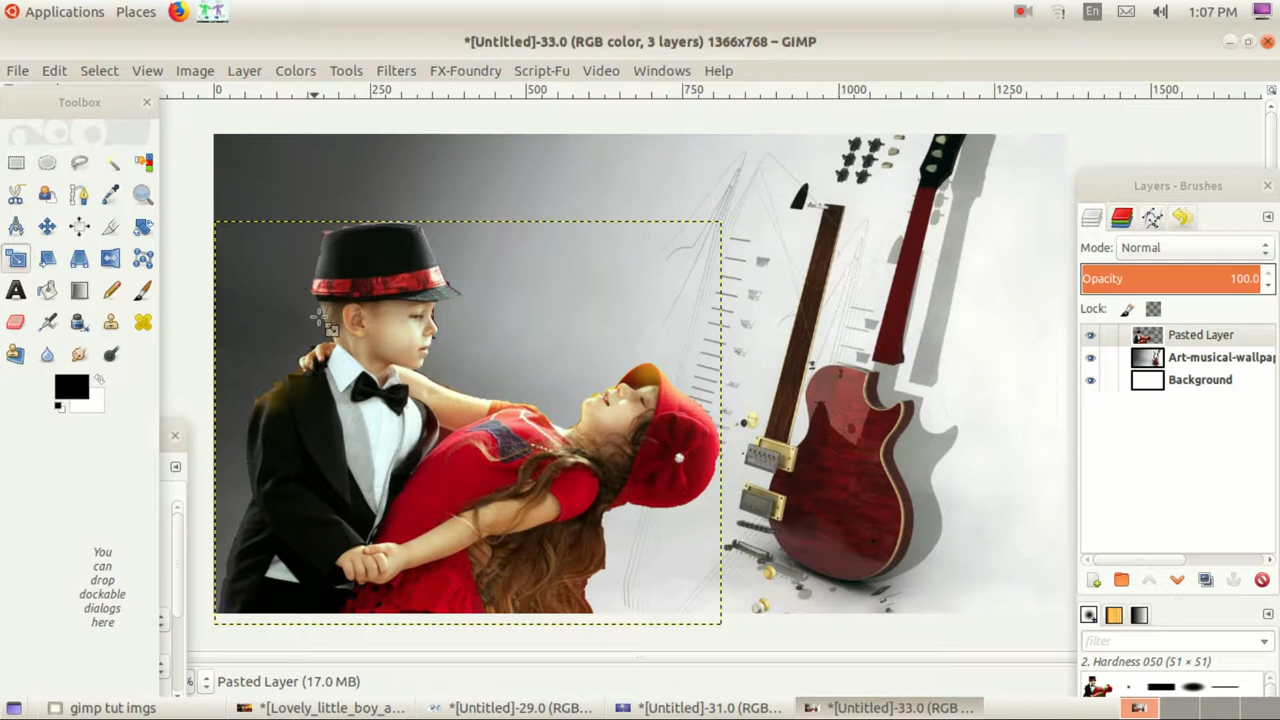 Applications Places En 1:07 PM
*[Untitled]-33.0 (RGB color, 3 layers) 1366x768 – GIMP
File Edit Select View Image Layer Colors Tools Filters FX-Foundry Script-Fu Video Windows Help
0 250 500 750 1000 1250 1500
Toolbox
Layers - Brushes
Mode: Normal
Opacity 100.0
Lock:
Pasted Layer
Art-musical-wallpap
Background
You
can
drop
dockable
dialogs
here
filter
2. Hardness 050 (51 × 51)
% Pasted Layer (17.0 MB)
gimp tut imgs *[Lovely_little_boy_a... *[Untitled]-29.0 (RGB... *[Untitled]-31.0 (RGB... *[Untitled]-33.0 (RGB ...